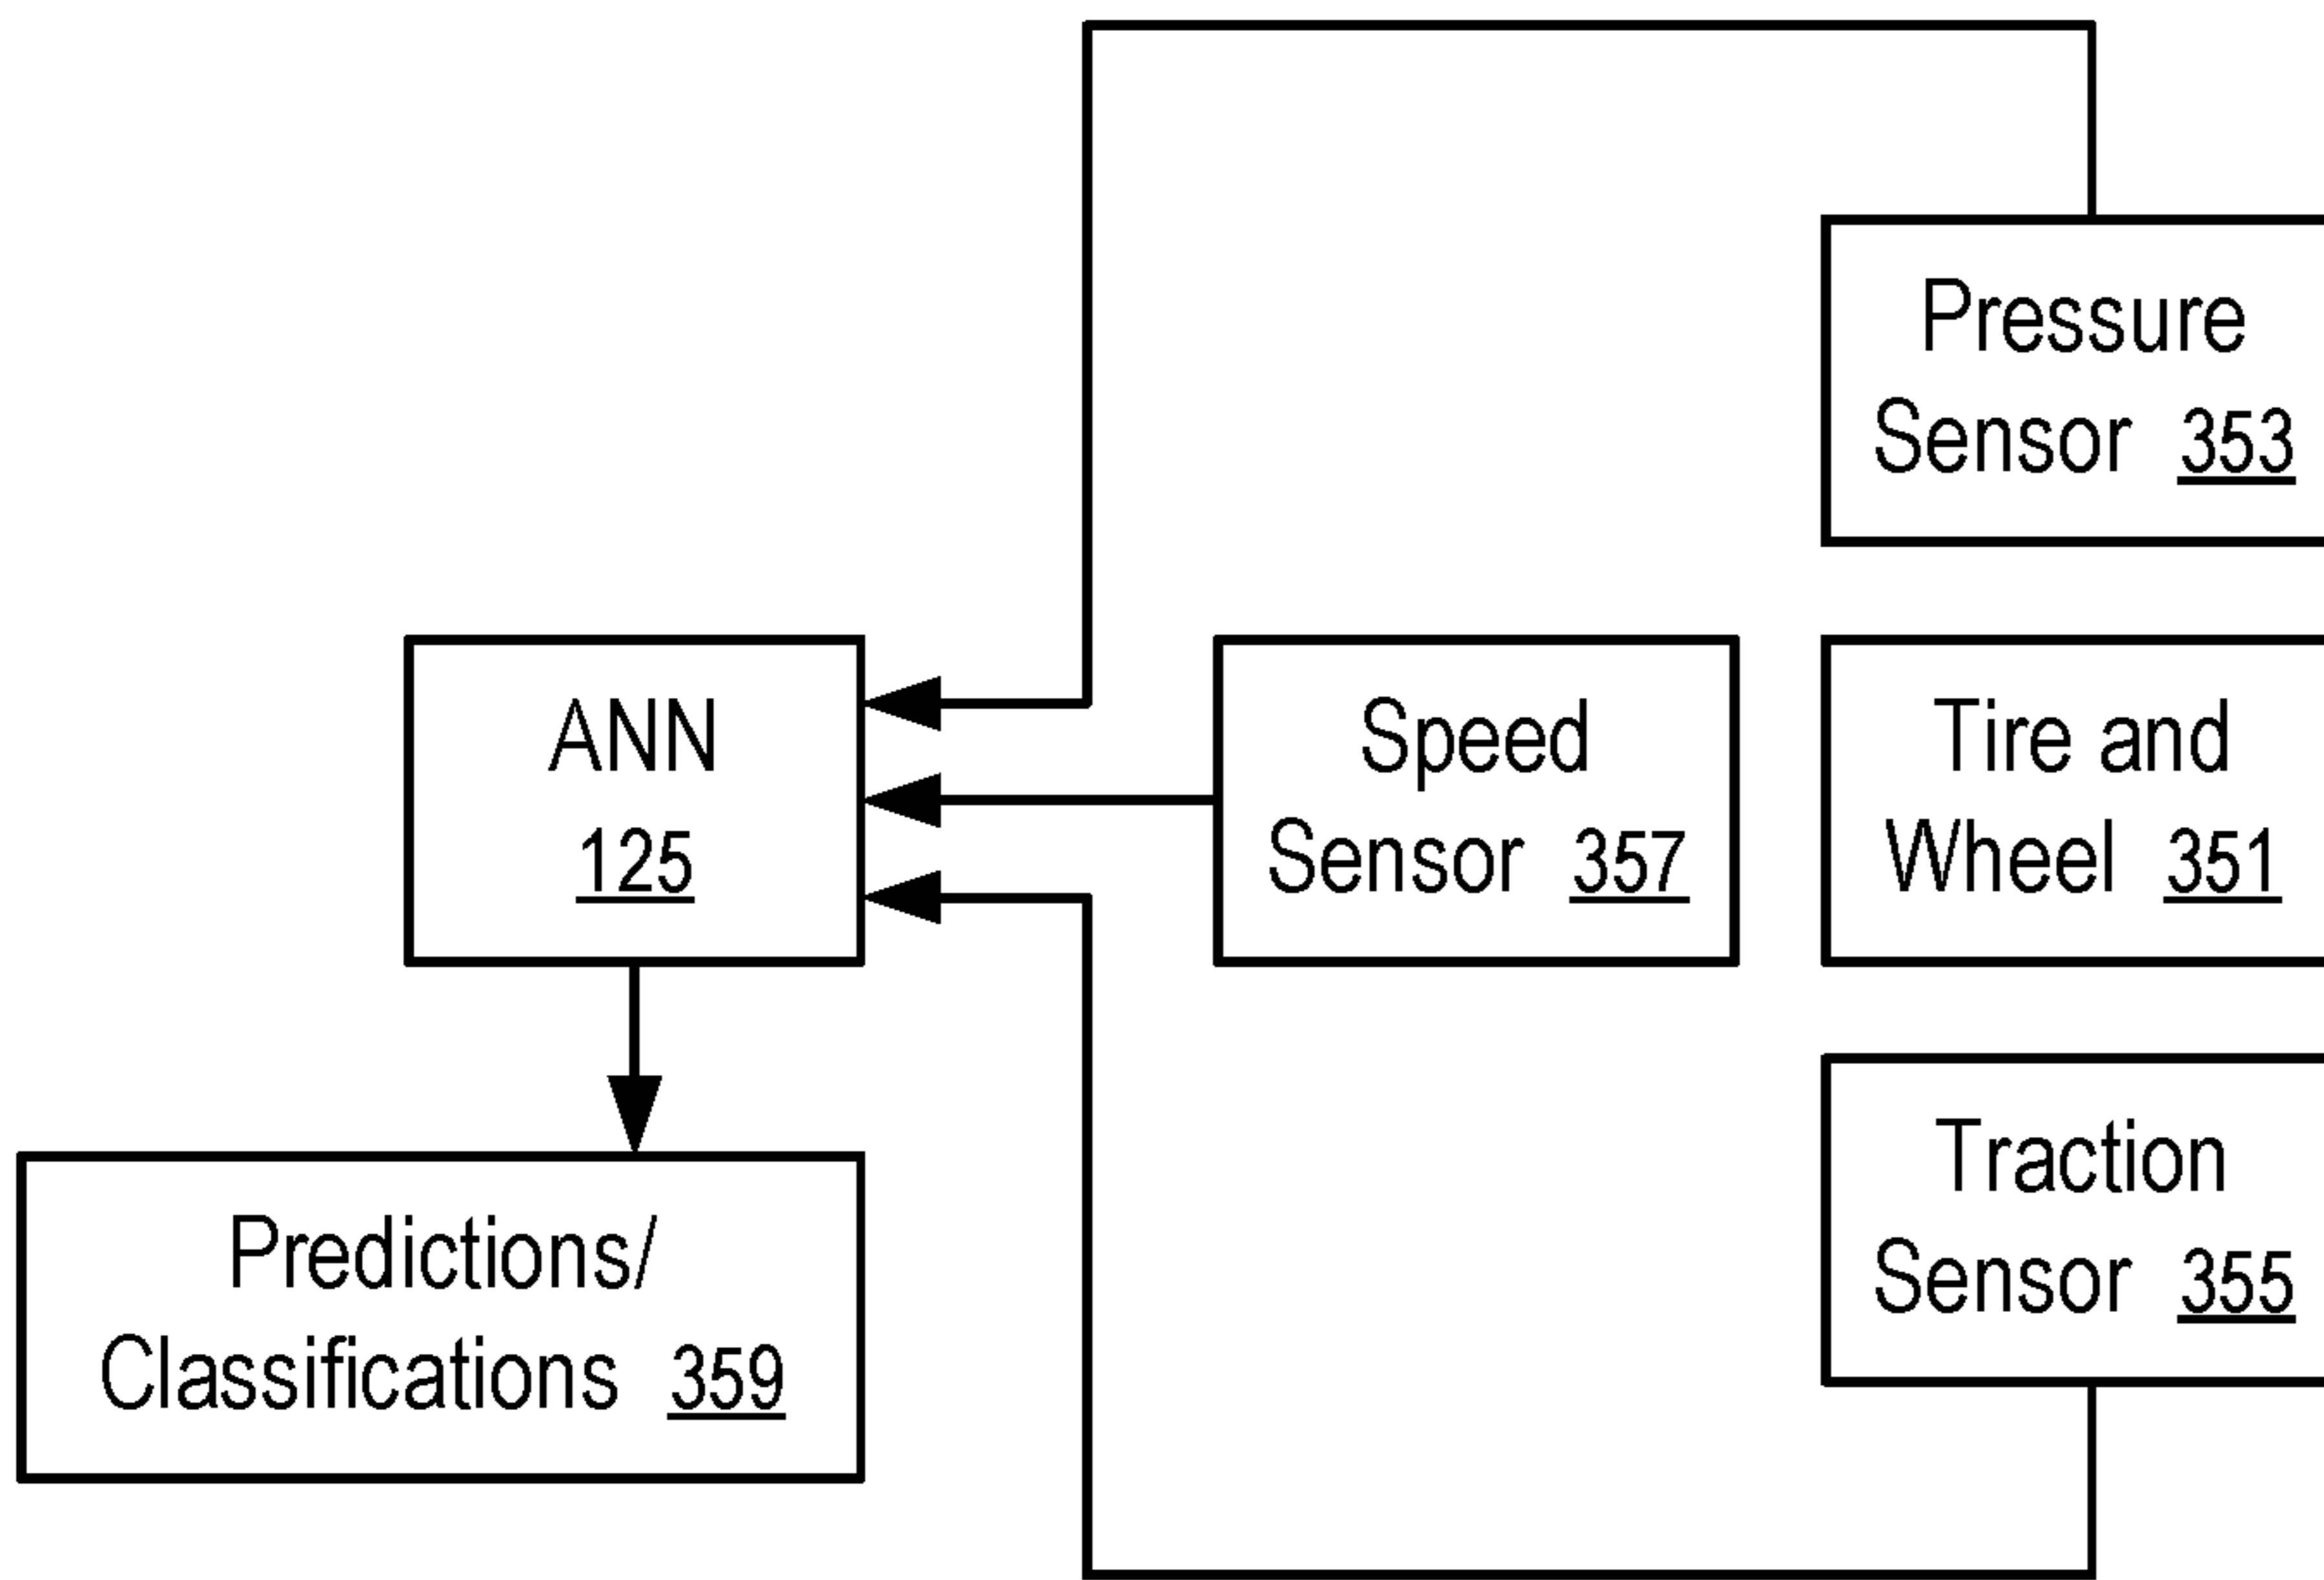 Pressure
Sensor 353
ANN
125
Speed
Sensor 357
Tire and
Wheel 351
Predictions/
Classifications 359
Traction
Sensor 355